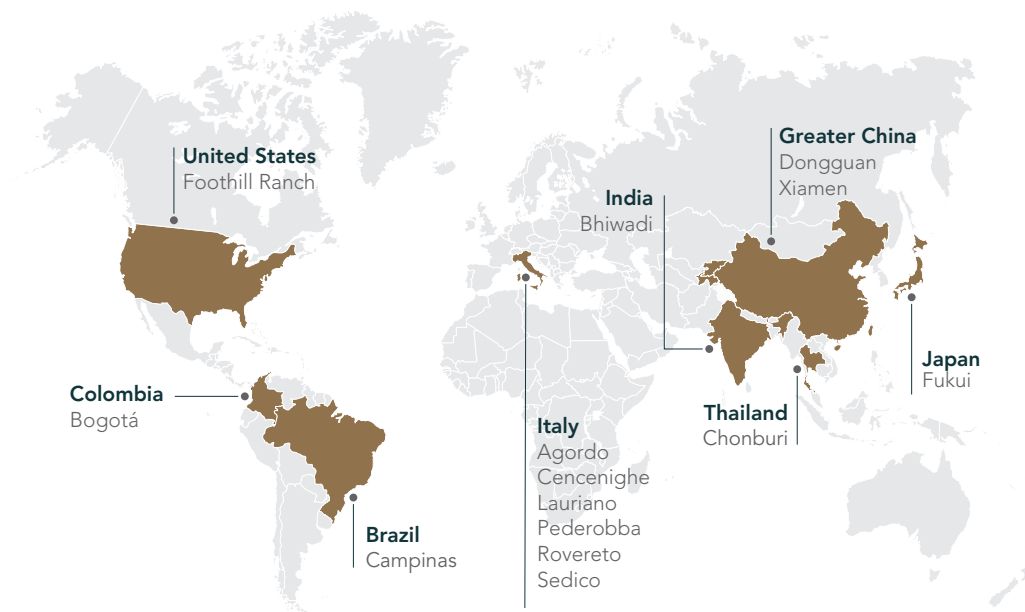 United States
Foothill Ranch
Greater China
Dongguan
Xiamen
India
Bhiwadi
Japan
Fukui
Colombia
Bogotá
Thailand
Chonburi
Italy
Agordo
Cencenighe
Lauriano
Pederobba
Rovereto
Sedico
Brazil
Campinas